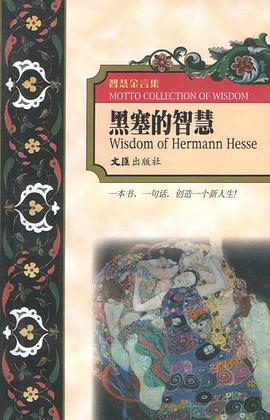 智慧金言集
MOTTO COLLECTION OF WISDOM
黑塞的智慧
Wisdom of Hermann Hesse
文匯出版社
一本书、一句话，创造一个新人生！